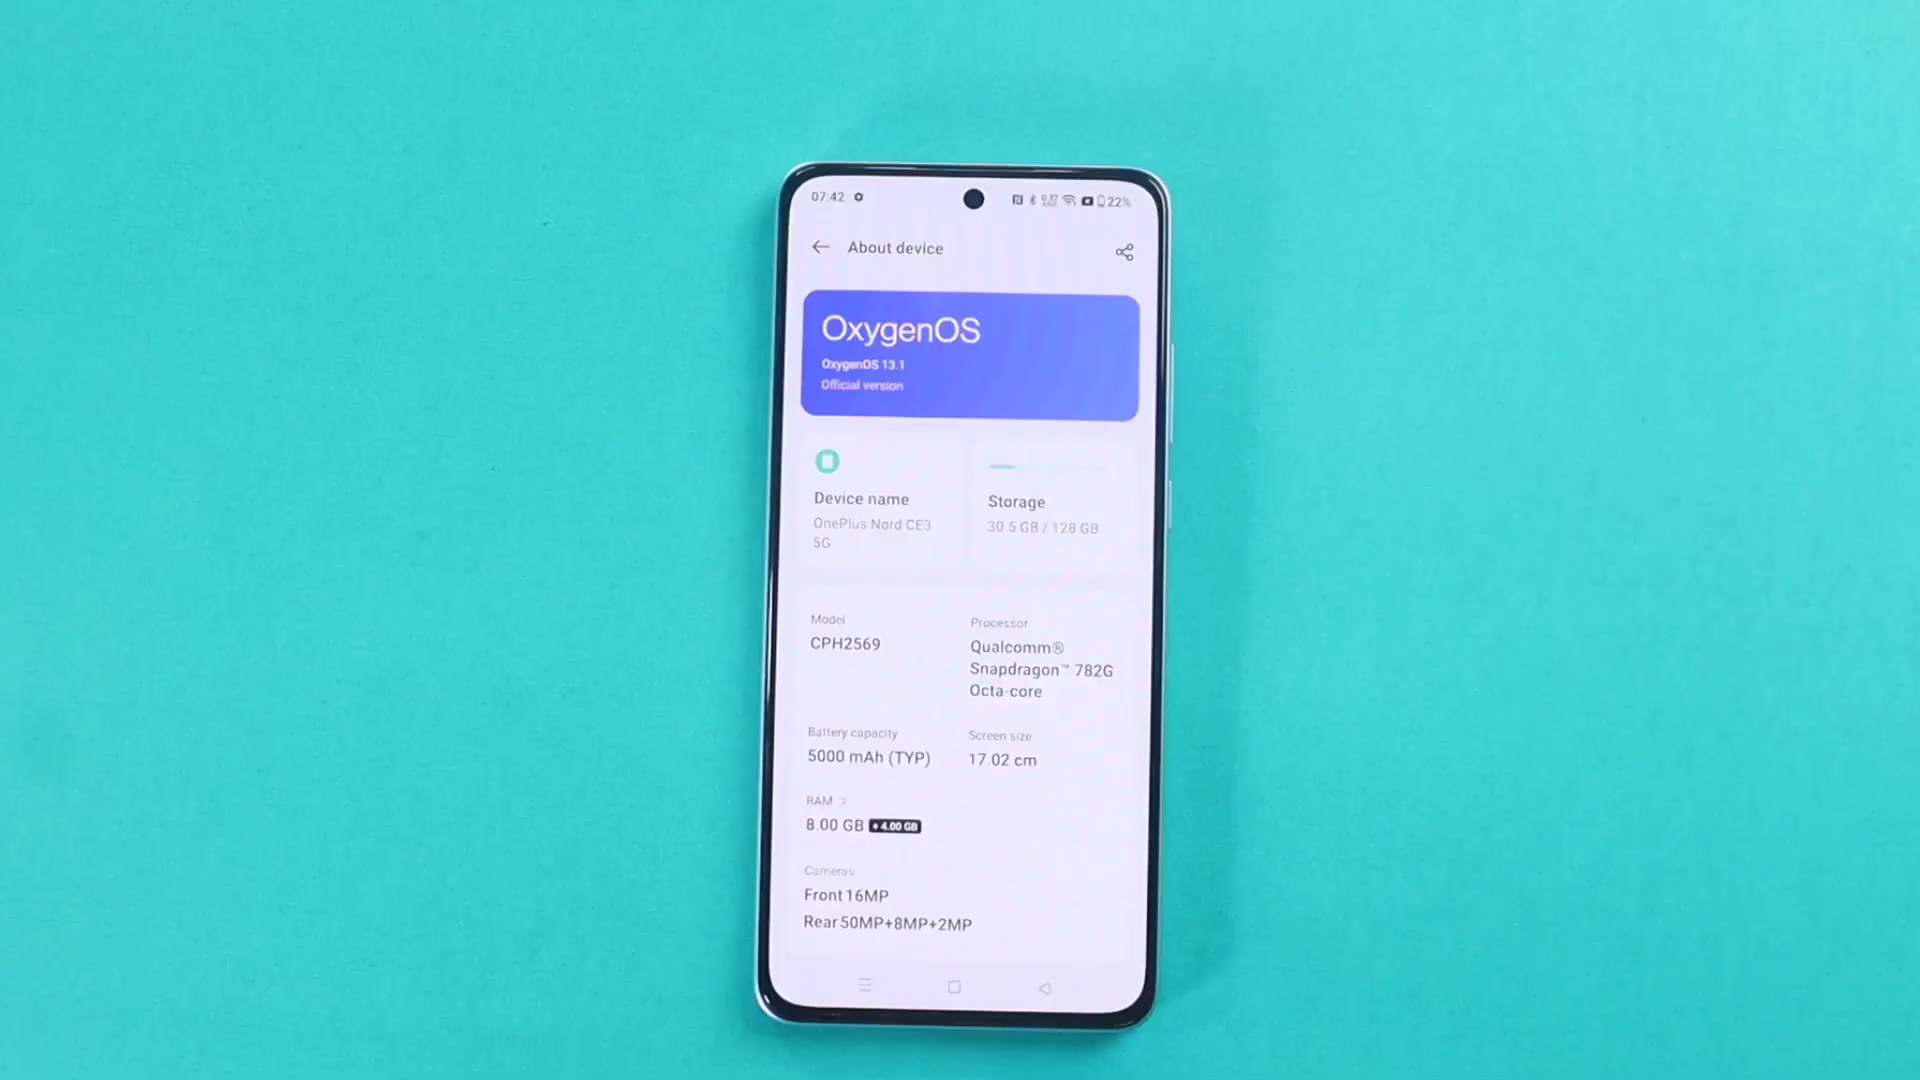 07:42 22%
About device
OxygenOS
OxygenOS 13.1
Official version
Device name
OnePlus Nord CE3
5G
Storage
30.5 GB / 128 GB
Model
CPH2569
Processor
Qualcomm®
Snapdragon™ 782G
Octa-core
Battery capacity
5000 mAh (TYP)
Screen size
17.02 cm
RAM >
8.00 GB + 4.00 GB
Cameras
Front 16MP
Rear 50MP+8MP+2MP